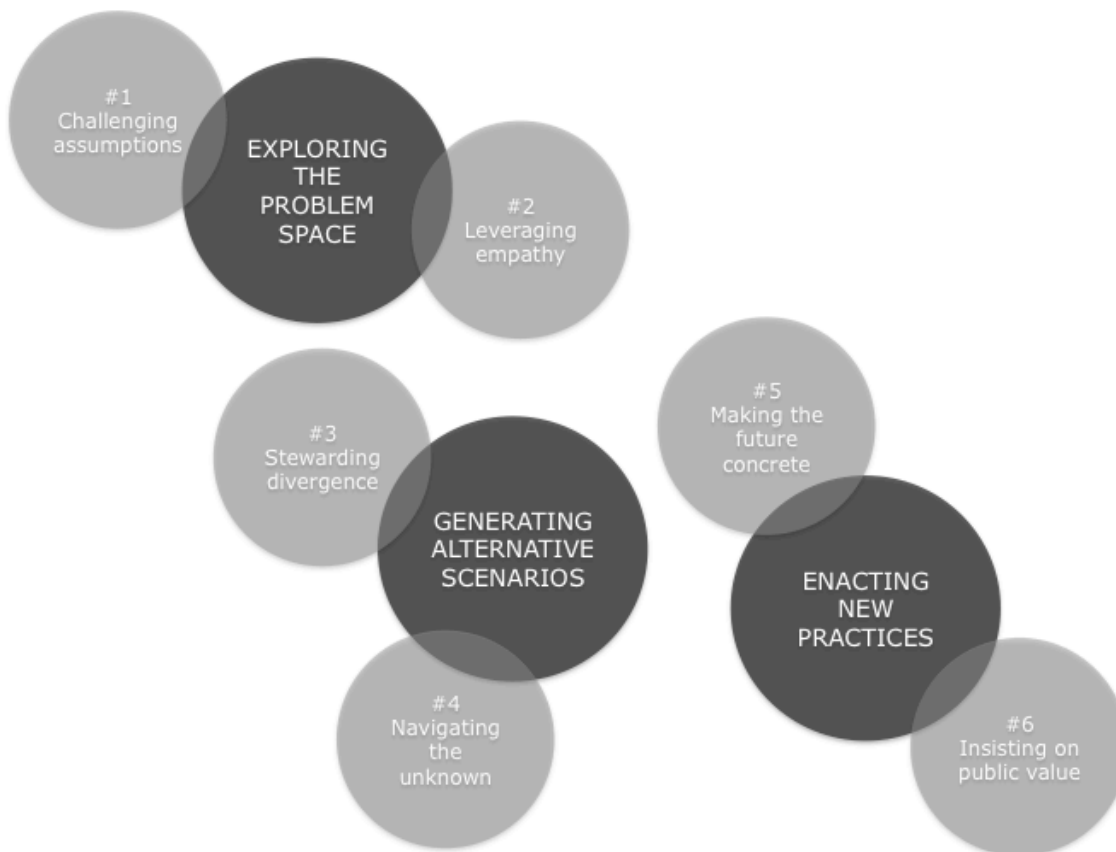 #1
Challenging
assumptions
EXPLORING
THE
PROBLEM
SPACE
#2
Leveraging
empathy
#3
Stewarding
divergence
GENERATING
ALTERNATIVE
SCENARIOS
#4
Navigating
the
unknown
#5
Making the
future
concrete
ENACTING
NEW
PRACTICES
#6
Insisting on
public value